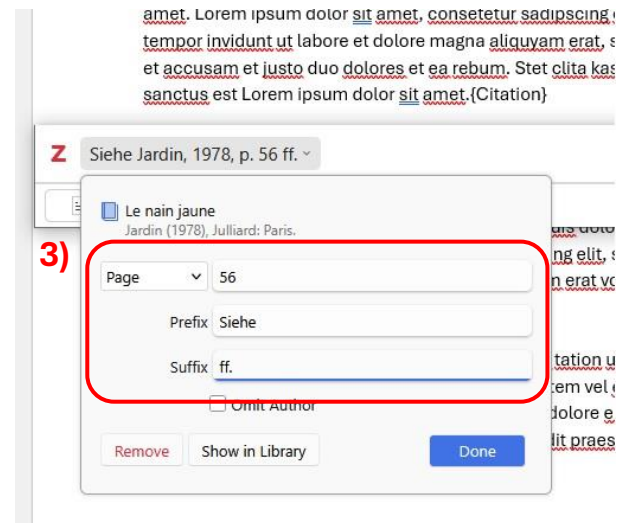 amet. Lorem ipsum dolor sit amet, consetetur sadipscing
tempor invidunt ut labore et dolore magna aliquyam erat, s
et accusam et justo duo dolores et ea rebum. Stet clita kas
sanctus est Lorem ipsum dolor sit amet.{Citation}
Z Siehe Jardin, 1978, p. 56 ff.
Le nain jaune
Jardin (1978), Julliard: Paris.
uis dolo
3)
ng elit, s
Page 56
n erat vo
Prefix Siehe
Suffix ff.
tation u
tem vel
Omit Author
dolore e
Remove Show in Library Done
dit praes